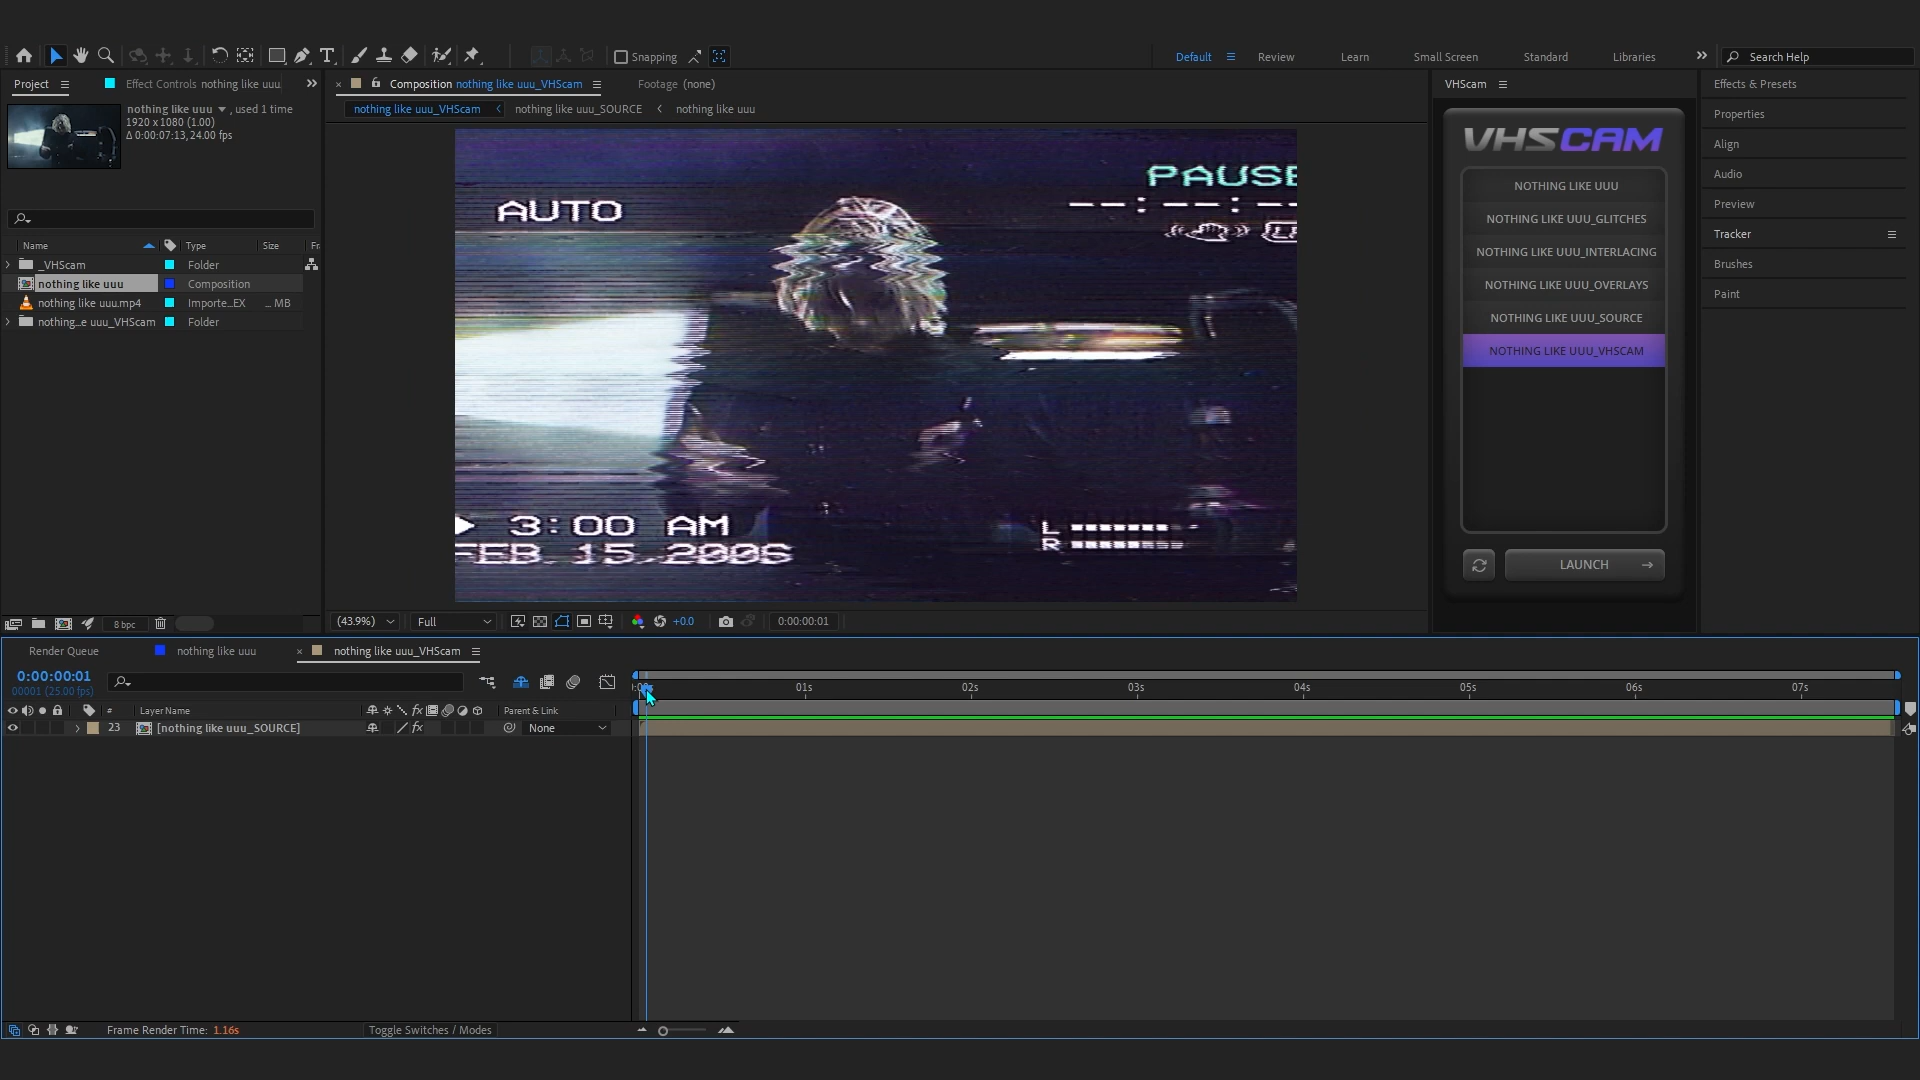 Snapping
Default
Review
Learn
Small Screen
Standard
Libraries
Search Help
Project
Effect Controls nothing like uuu
Composition nothing like uuu_VHScam
Footage (none)
VHScam
Effects & Presets
nothing like uuu , used 1 time
1920 x 1080 (1.00)
Δ 0:00:07:13, 24.00 fps
nothing like uuu_VHScam
nothing like uuu_SOURCE
nothing like uuu
Properties
Align
Audio
Preview
Tracker
Brushes
Paint
Name
Type
Size
Fr
_VHScam
Folder
nothing like uuu
Composition
nothing like uuu.mp4
Importe...EX
... MB
nothing...e uuu_VHScam
Folder
8 bpc
AUTO
PAUSE
--:--:--
3:00 AM
FEB.15.2006
L
R
(43.9%)
Full
+0.0
0:00:00:01
VHSCAM
NOTHING LIKE UUU
NOTHING LIKE UUU_GLITCHES
NOTHING LIKE UUU_INTERLACING
NOTHING LIKE UUU_OVERLAYS
NOTHING LIKE UUU_SOURCE
NOTHING LIKE UUU_VHSCAM
LAUNCH
Render Queue
nothing like uuu
nothing like uuu_VHScam
0:00:00:01
00001 (25.00 fps)
01s
02s
03s
04s
05s
06s
07s
#
Layer Name
fx
Parent & Link
23
[nothing like uuu_SOURCE]
fx
None
Frame Render Time: 1.16s
Toggle Switches / Modes